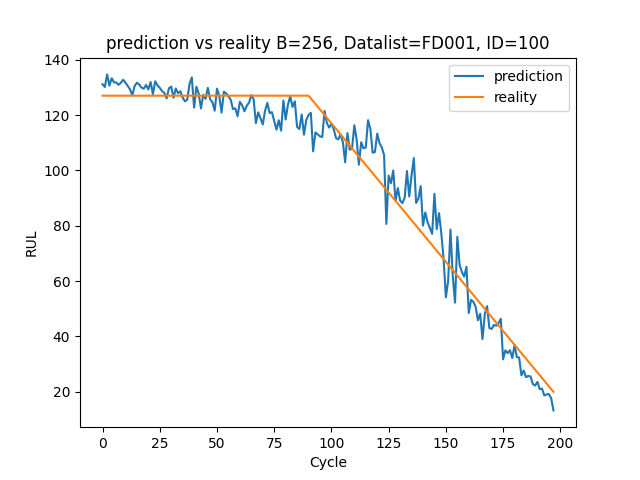 prediction vs reality B=256, Datalist=FD001, ID=100
prediction
reality
RUL
140
120
100
80
60
40
20
0 25 50 75 100 125 150 175 200
Cycle